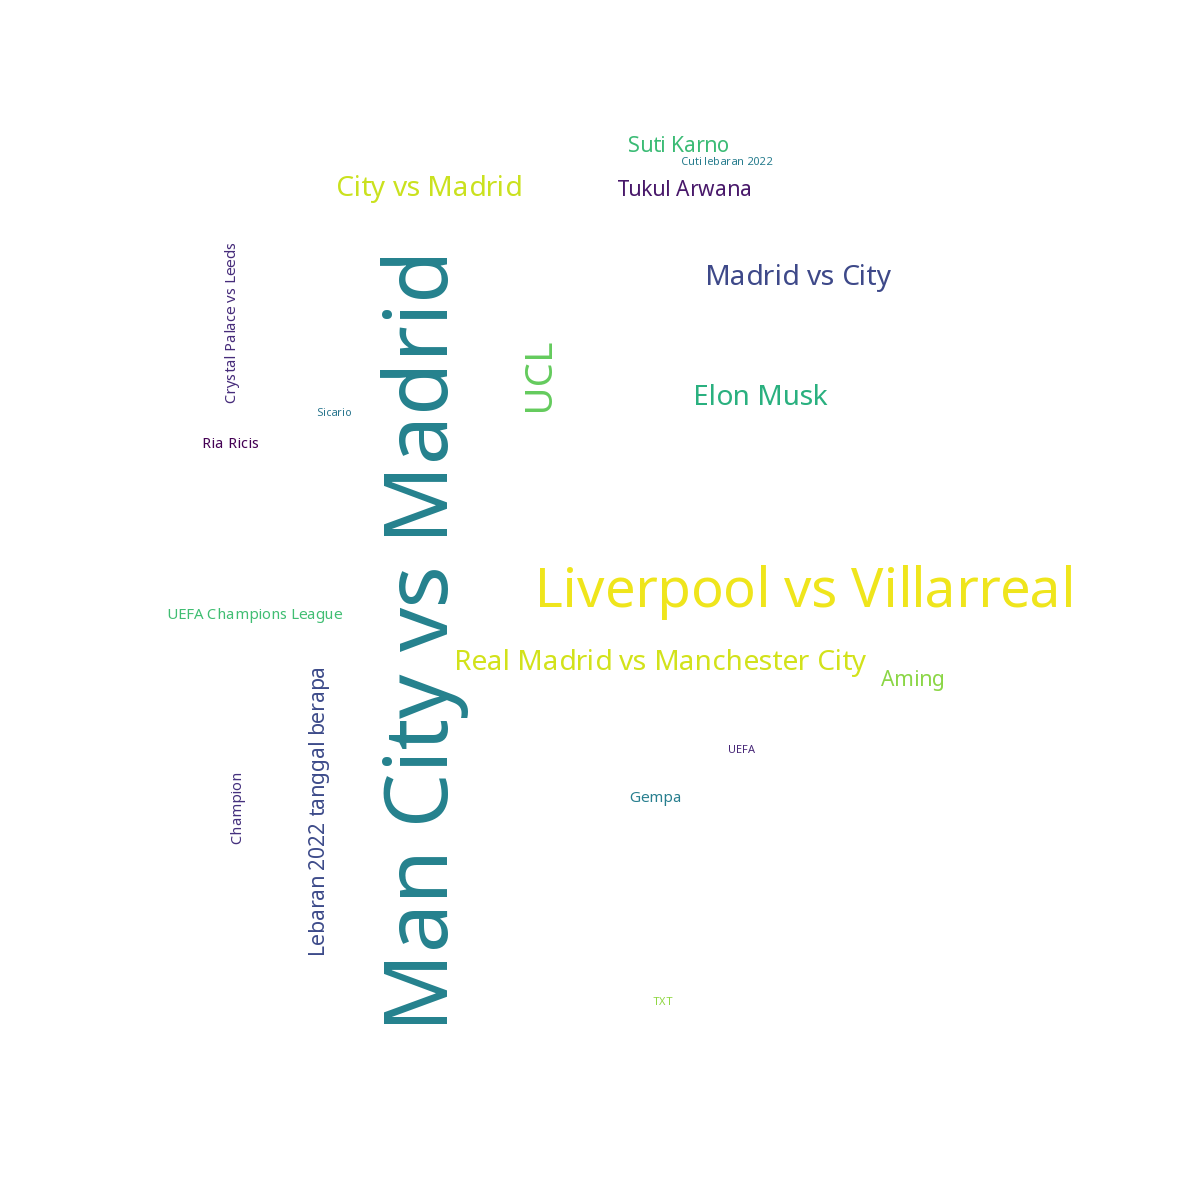 Suti Karno
Cuti lebaran 2022
City vs Madrid
Tukul Arwana
Crystal Palace vs Leeds
Man City vs Madrid
Madrid vs City
UCL
Elon Musk
Sicario
Ria Ricis
Liverpool vs Villarreal
UEFA Champions League
Real Madrid vs Manchester City
Aming
Lebaran 2022 tanggal berapa
UEFA
Champion
Gempa
TXT